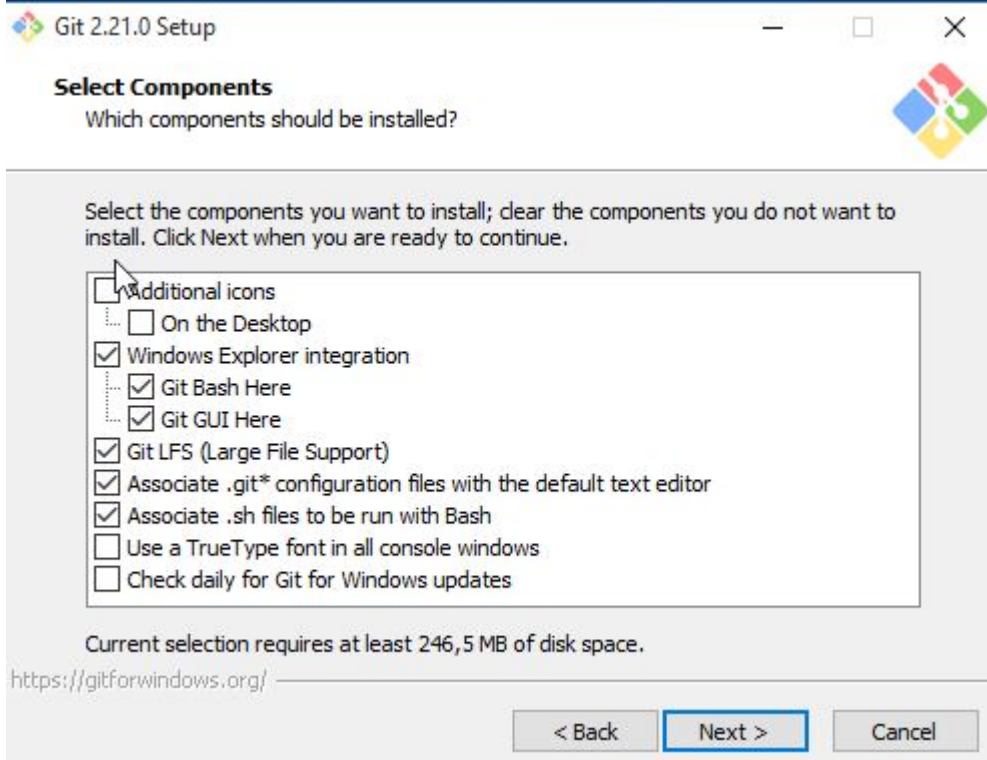 Git 2.21.0 Setup
Select Components
Which components should be installed?
Select the components you want to install; clear the components you do not want to
install. Click Next when you are ready to continue.
Additional icons
On the Desktop
Windows Explorer integration
Git Bash Here
Git GUI Here
Git LFS (Large File Support)
Associate .git* configuration files with the default text editor
Associate .sh files to be run with Bash
Use a TrueType font in all console windows
Check daily for Git for Windows updates
Current selection requires at least 246,5 MB of disk space.
https://gitforwindows.org/
< Back Next > Cancel